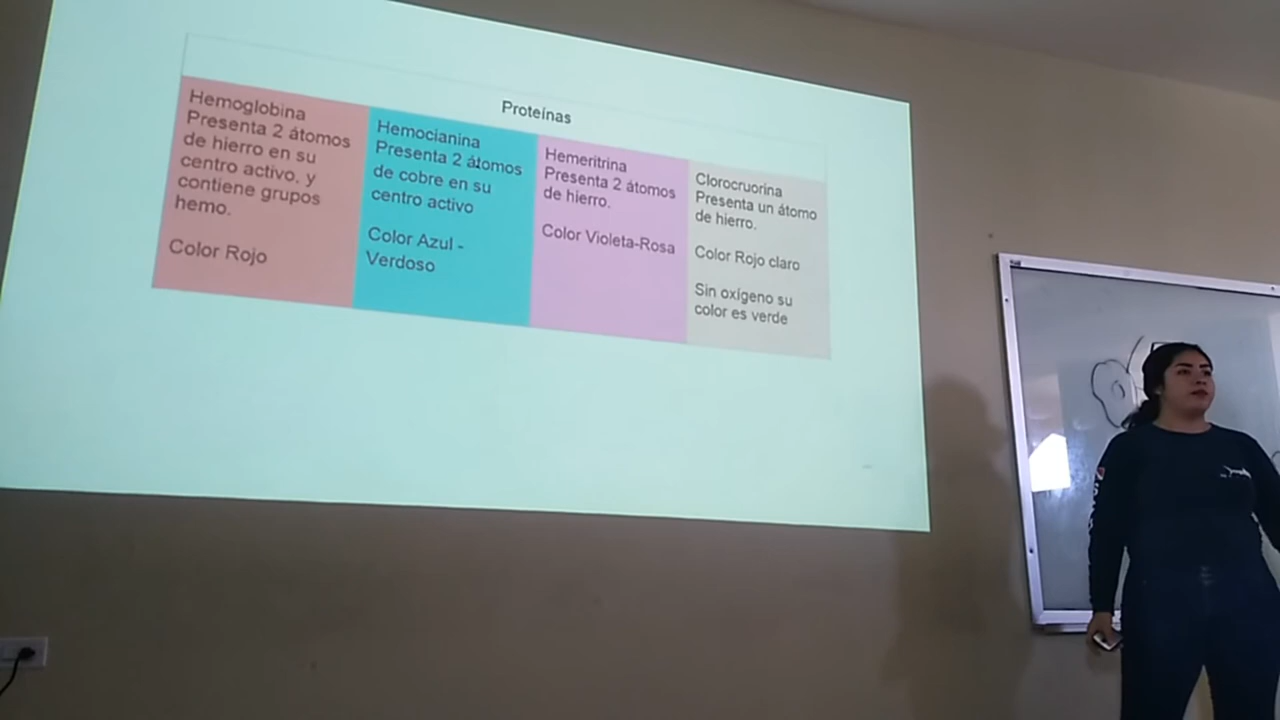 Proteínas
Hemoglobina
Presenta 2 átomos
de hierro en su
centro activo, y
contiene grupos
hemo.
Color Rojo
Hemocianina
Presenta 2 átomos
de cobre en su
centro activo
Color Azul -
Verdoso
Hemeritrina
Presenta 2 átomos
de hierro.
Color Violeta-Rosa
Clorocruorina
Presenta un átomo
de hierro.
Color Rojo claro
Sin oxígeno su
color es verde